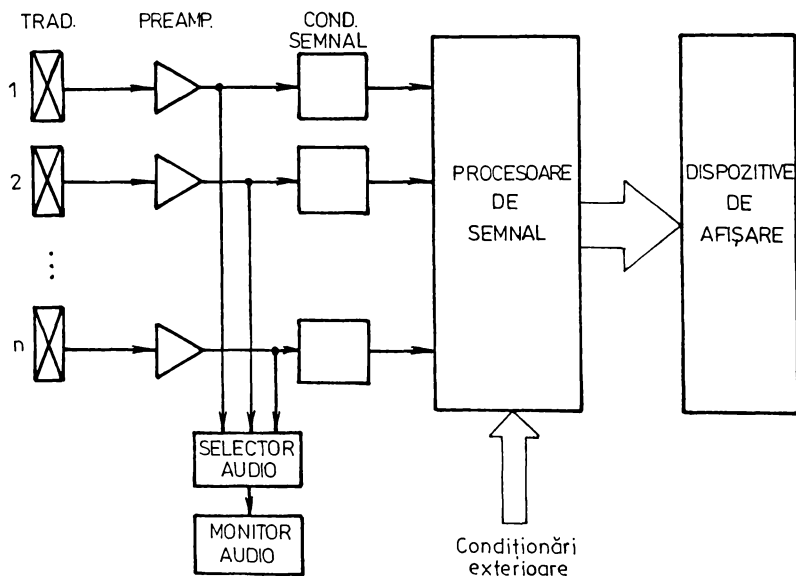 TRAD.
PREAMP.
COND.
SEMNAL
1
2
n
PROCESOARE
DE
SEMNAL
DISPOZITIVE
DE
AFIȘARE
SELECTOR
AUDIO
MONITOR
AUDIO
Condiționări
exterioare